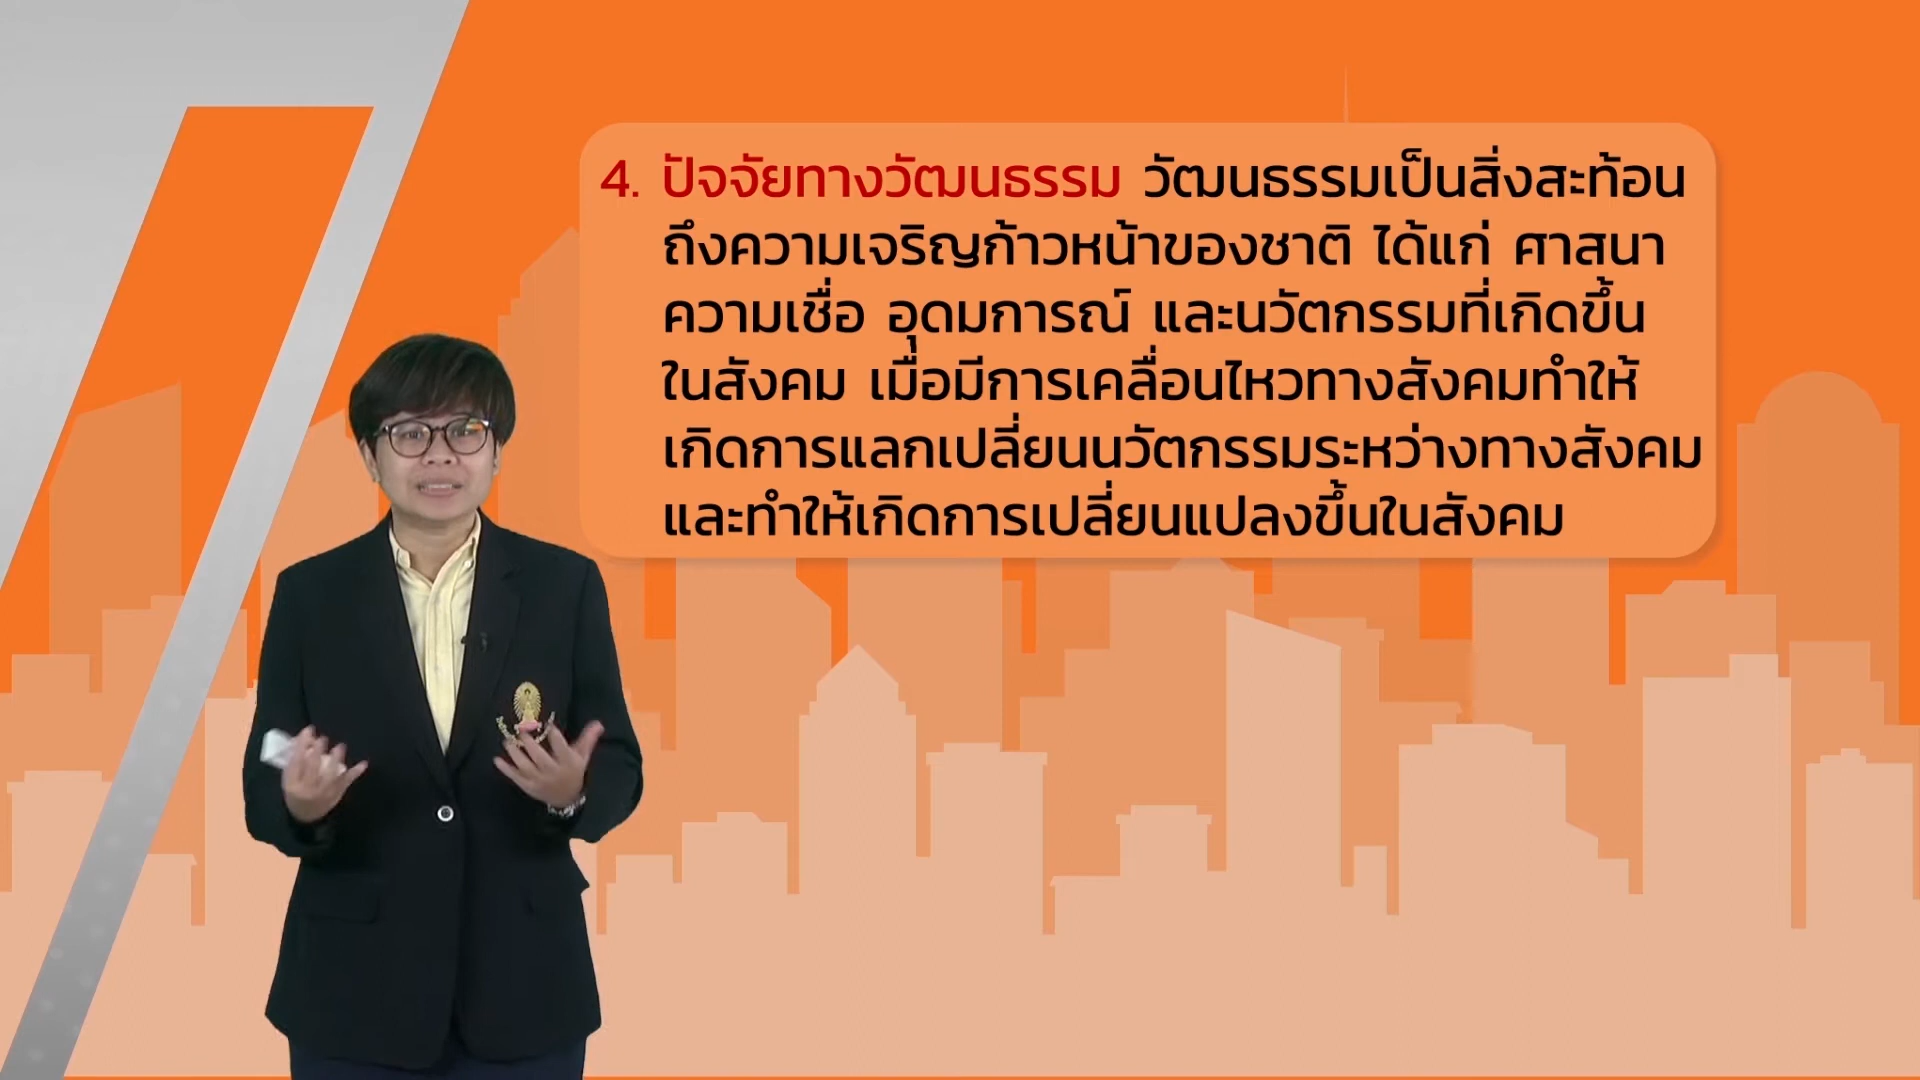 4. ปัจจัยทางวัฒนธรรม วัฒนธรรมเป็นสิ่งสะท้อน
ถึงความเจริญก้าวหน้าของชาติ ได้แก่ ศาสนา
ความเชื่อ อุดมการณ์ และนวัตกรรมที่เกิดขึ้น
ในสังคม เมื่อมีการเคลื่อนไหวทางสังคมทำให้
เกิดการแลกเปลี่ยนนวัตกรรมระหว่างทางสังคม
และทำให้เกิดการเปลี่ยนแปลงขึ้นในสังคม